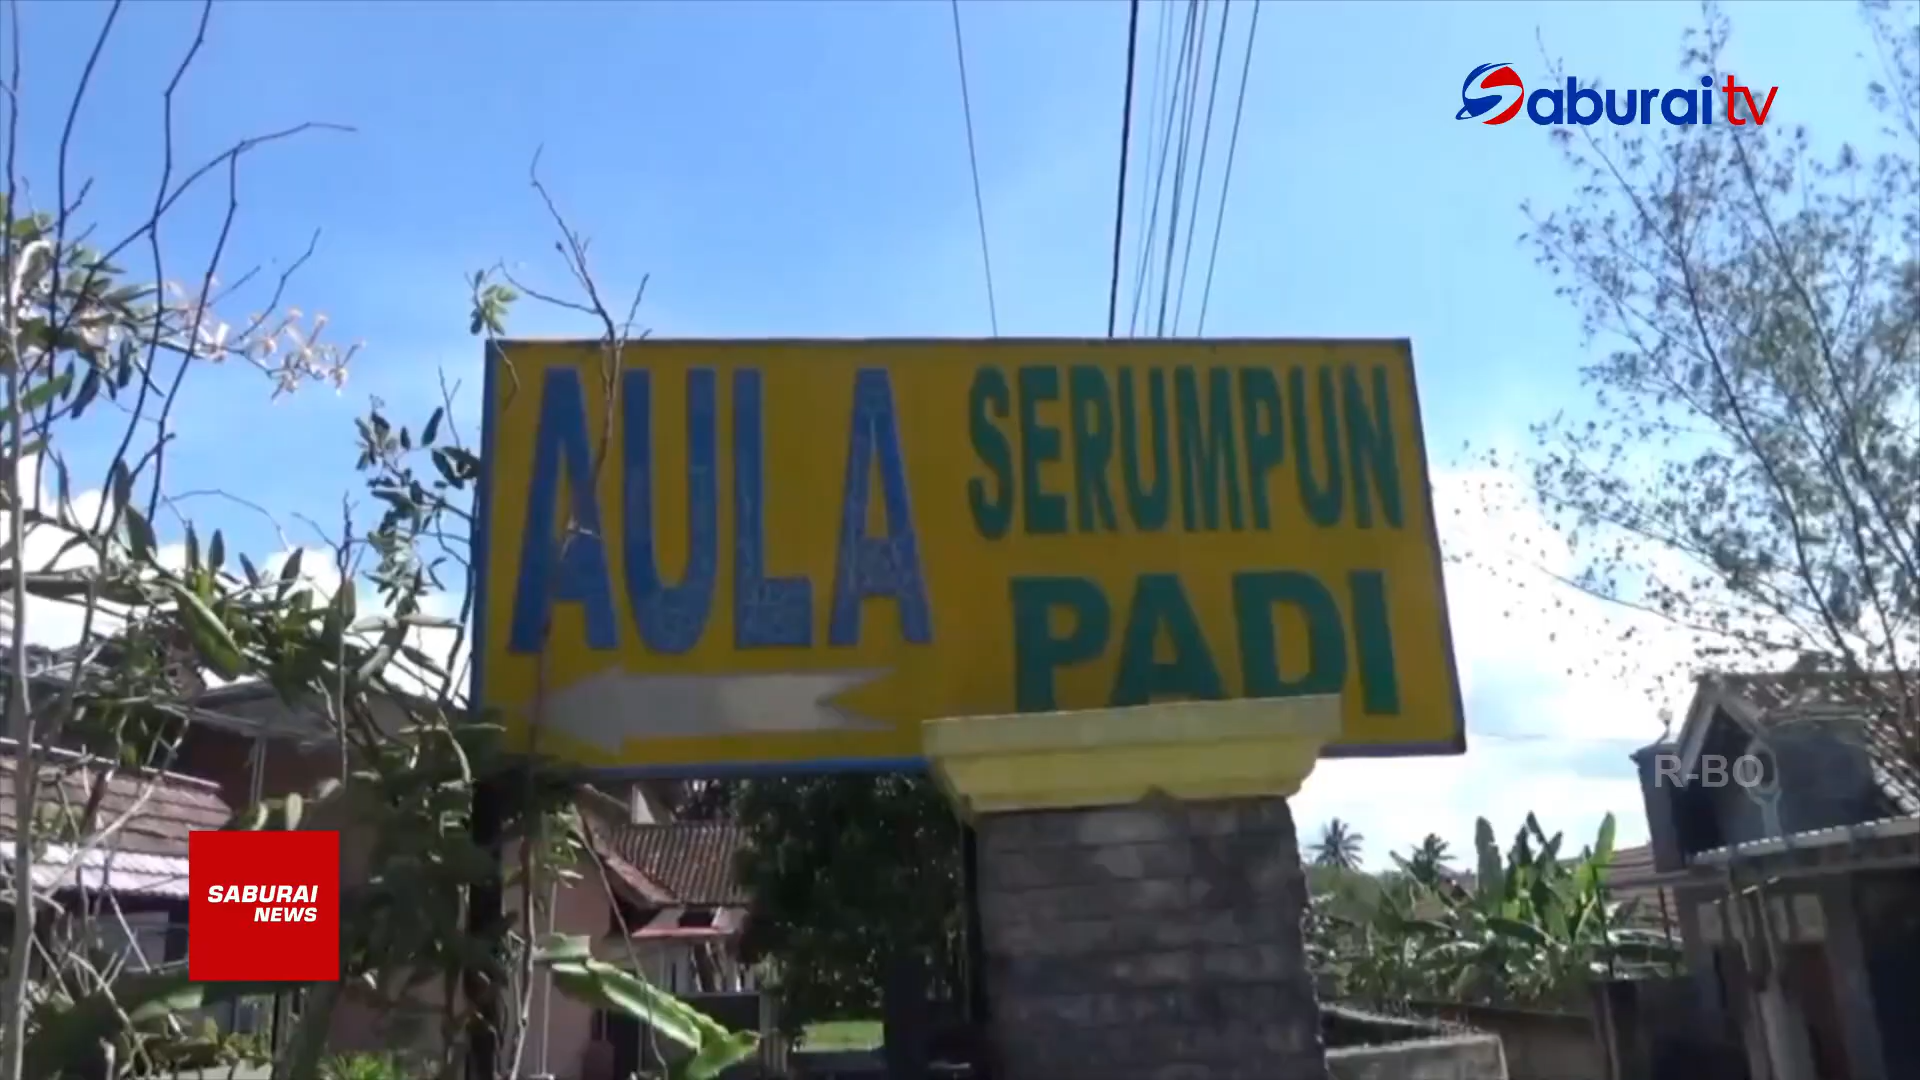 Saburai tv
AULA SERUMPUN
PADI
R-BO
SABURAI
NEWS